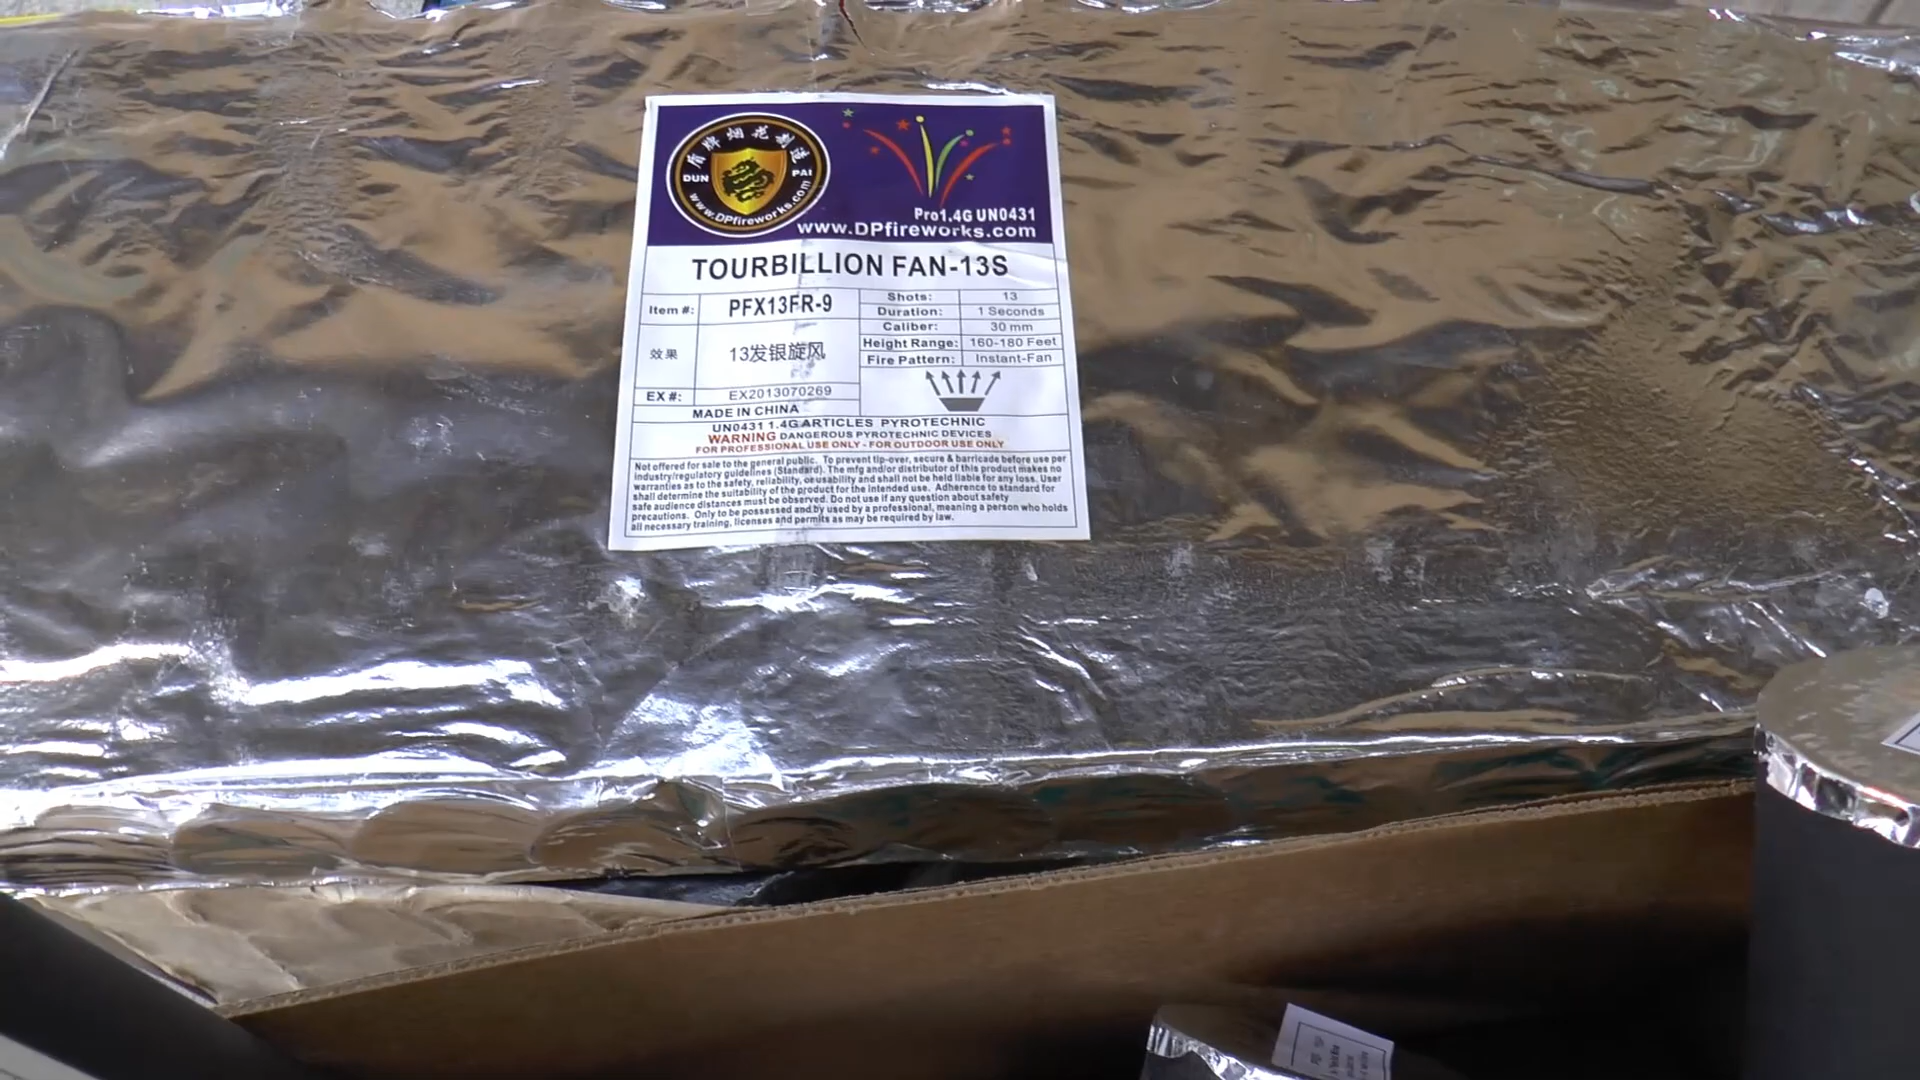 盾牌烟花制造
DUN PAI
www.DPfireworks.com
Pro1.4G UN0431
www.DPfireworks.com
TOURBILLION FAN-13S
Item #: PFX13FR-9
Shots: 13
Duration: 1 Seconds
Caliber: 30 mm
Height Range: 160-180 Feet
Fire Pattern: Instant-Fan
效果 13发银旋风
EX #: EX2013070269
MADE IN CHINA
UN0431 1.4G ARTICLES PYROTECHNIC
WARNING DANGEROUS PYROTECHNIC DEVICES
FOR PROFESSIONAL USE ONLY - FOR OUTDOOR USE ONLY
Not offered for sale to the general public. To prevent tip-over, secure & barricade before use per
industry/regulatory guidelines (Standard). The mfg and/or distributor of this product makes no
warranties as to the safety, reliability, or usability and shall not be held liable for any loss. User
shall determine the suitability of the product for the intended use. Adherence to standard for
safe audience distances must be observed. Do not use if any question about safety
precautions. Only to be possessed and by used by a professional, meaning a person who holds
all necessary training, licenses and permits as may be required by law.